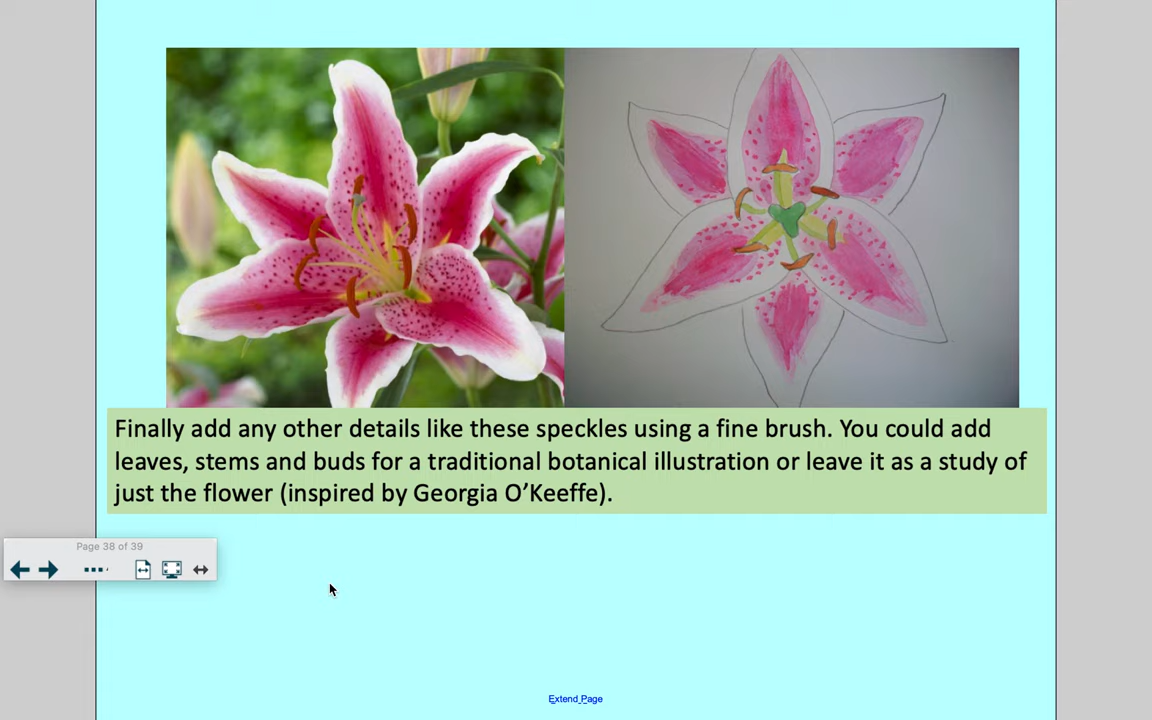 Finally add any other details like these speckles using a fine brush. You could add
leaves, stems and buds for a traditional botanical illustration or leave it as a study of
just the flower (inspired by Georgia O’Keeffe).
Page 38 of 39
Extend Page